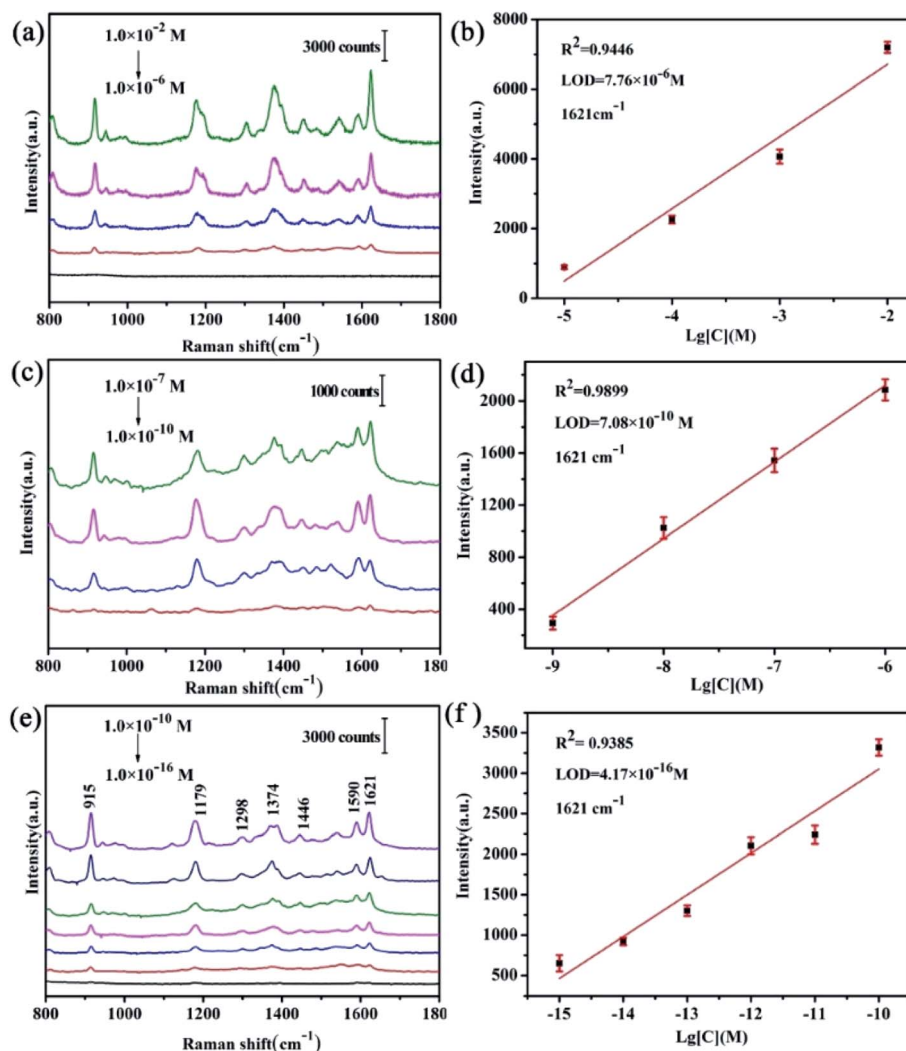 (a)
1.0×10⁻² M
1.0×10⁻⁶ M
3000 counts
Intensity(a.u.)
800 1000 1200 1400 1600 1800
Raman shift(cm⁻¹)
(b)
R²=0.9446
LOD=7.76×10⁻⁶M
1621cm⁻¹
Intensity(a.u.)
8000
6000
4000
2000
0
-5 -4 -3 -2
Lg[C](M)
(c)
1.0×10⁻⁷ M
1.0×10⁻¹⁰ M
1000 counts
Intensity(a.u.)
800 1000 1200 1400 1600 1800
Raman shift(cm⁻¹)
(d)
R²=0.9899
LOD=7.08×10⁻¹⁰ M
1621 cm⁻¹
Intensity(a.u.)
2000
1600
1200
800
400
-9 -8 -7 -6
Lg[C](M)
(e)
1.0×10⁻¹⁰ M
1.0×10⁻¹⁶ M
3000 counts
915 1179 1298 1374 1446 1590 1621
Intensity(a.u.)
800 1000 1200 1400 1600 1800
Raman shift(cm⁻¹)
(f)
R²= 0.9385
LOD=4.17×10⁻¹⁶M
1621 cm⁻¹
Intensity(a.u.)
3500
3000
2500
2000
1500
1000
500
-15 -14 -13 -12 -11 -10
Lg[C](M)